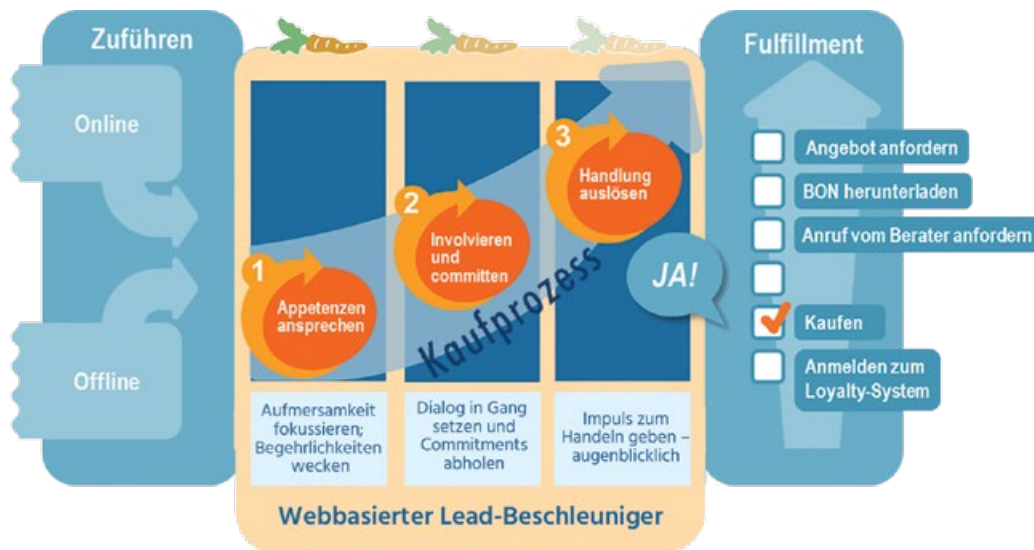 Zuführen
Online
Offline
1
Appetenzen
ansprechen
2
Involvieren
und
committen
3
Handlung
auslösen
Kaufprozess
Aufmersamkeit
fokussieren;
Begehrlichkeiten
wecken
Dialog in Gang
setzen und
Commitments
abholen
Impuls zum
Handeln geben –
augenblicklich
Webbasierter Lead-Beschleuniger
JA!
Fulfillment
Angebot anfordern
BON herunterladen
Anruf vom Berater anfordern
Kaufen
Anmelden zum
Loyalty-System